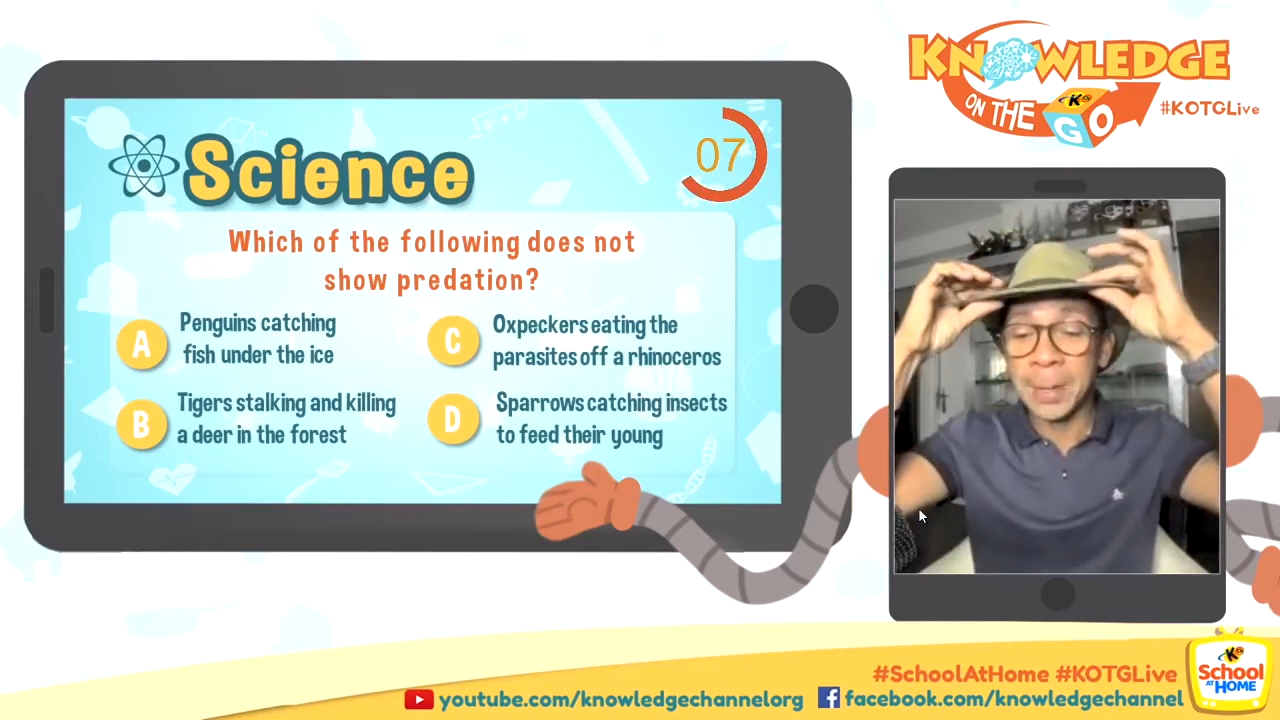 KNOWLEDGE
ON THE GO
#KOTGLive
Science
07
Which of the following does not
show predation?
A
Penguins catching
fish under the ice
B
Tigers stalking and killing
a deer in the forest
C
Oxpeckers eating the
parasites off a rhinoceros
D
Sparrows catching insects
to feed their young
#SchoolAtHome #KOTGLive
youtube.com/knowledgechannelorg
facebook.com/knowledgechannel
School
AT HOME